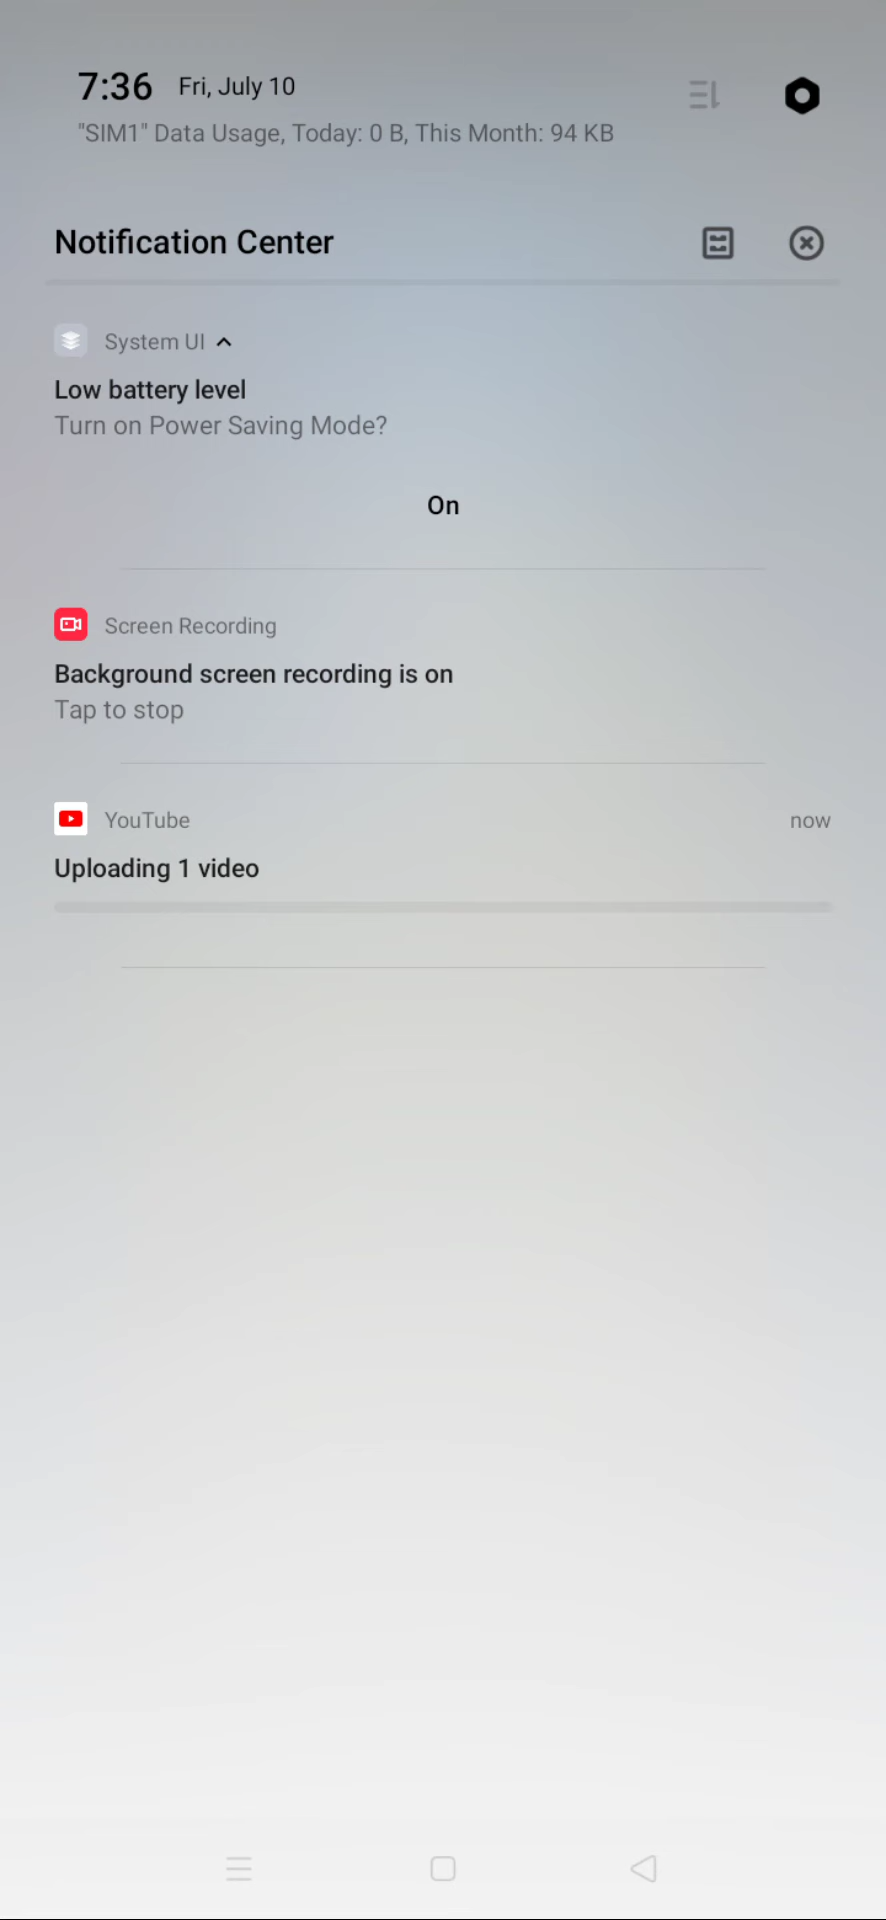 7:36 Fri, July 10
"SIM1" Data Usage, Today: 0 B, This Month: 94 KB
Notification Center
System UI
Low battery level
Turn on Power Saving Mode?
On
Screen Recording
Background screen recording is on
Tap to stop
YouTube now
Uploading 1 video